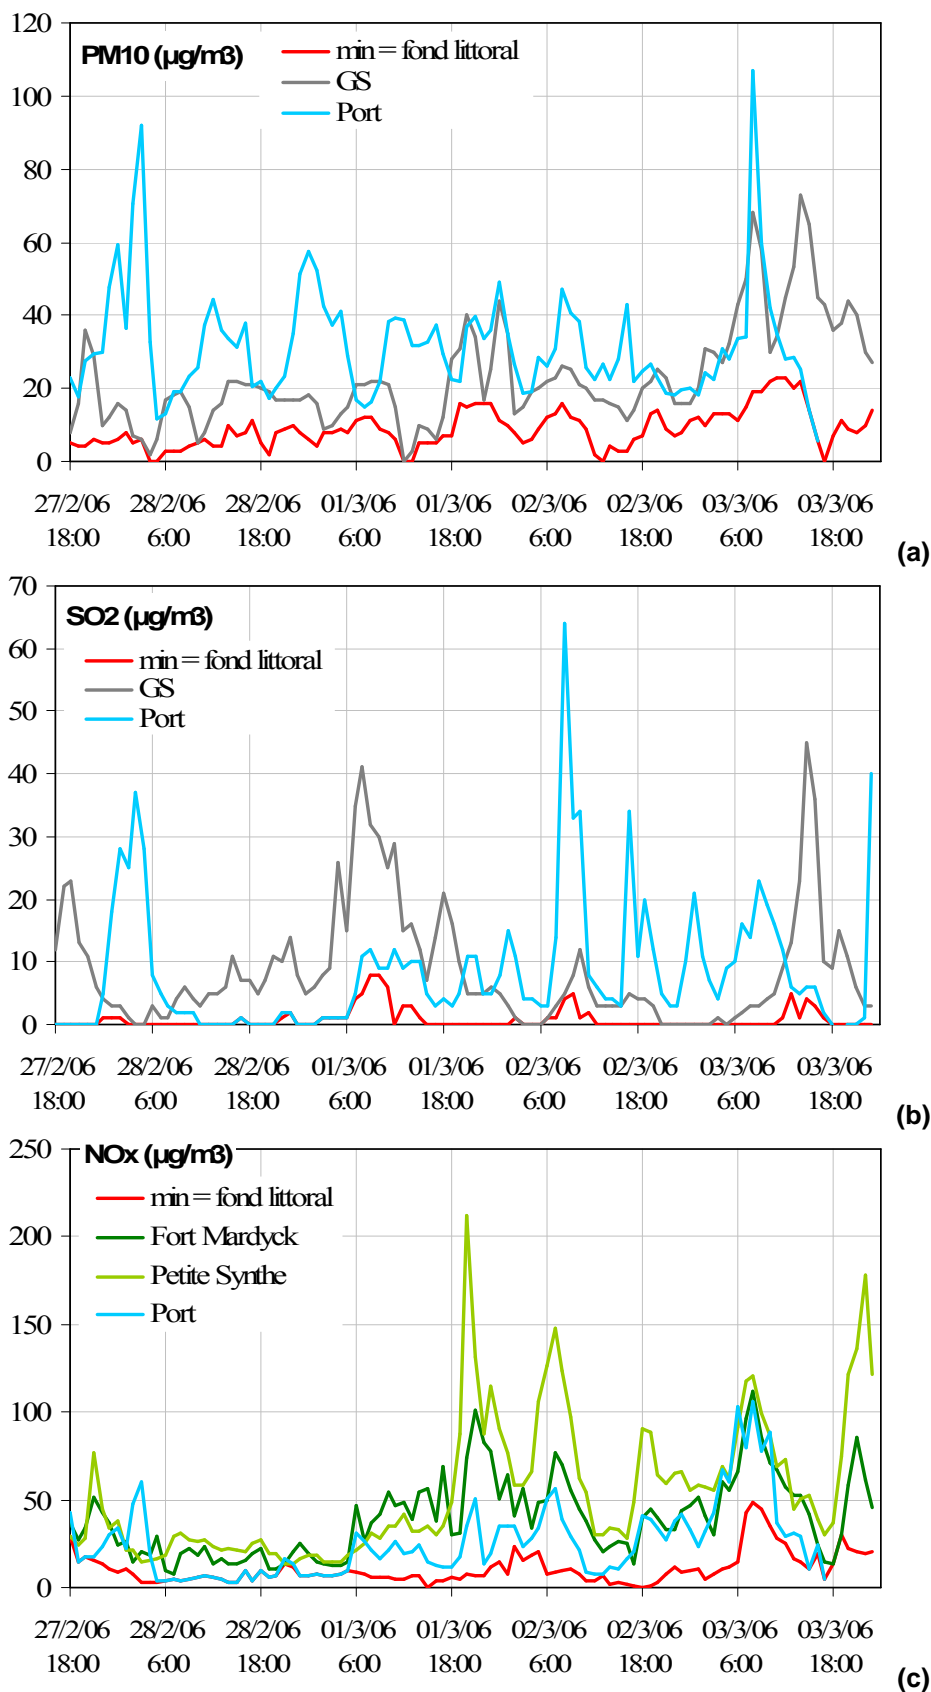 120
PM10 (µg/m3)
min = fond littoral
GS
Port
100
80
60
40
20
0
27/2/06 28/2/06 28/2/06 01/3/06 01/3/06 02/3/06 02/3/06 03/3/06 03/3/06
18:00 6:00 18:00 6:00 18:00 6:00 18:00 6:00 18:00
(a)
70
SO2 (µg/m3)
min = fond littoral
GS
Port
60
50
40
30
20
10
0
27/2/06 28/2/06 28/2/06 01/3/06 01/3/06 02/3/06 02/3/06 03/3/06 03/3/06
18:00 6:00 18:00 6:00 18:00 6:00 18:00 6:00 18:00
(b)
250
NOx (µg/m3)
min = fond littoral
Fort Mardyck
Petite Synthe
Port
200
150
100
50
0
27/2/06 28/2/06 28/2/06 01/3/06 01/3/06 02/3/06 02/3/06 03/3/06 03/3/06
18:00 6:00 18:00 6:00 18:00 6:00 18:00 6:00 18:00
(c)